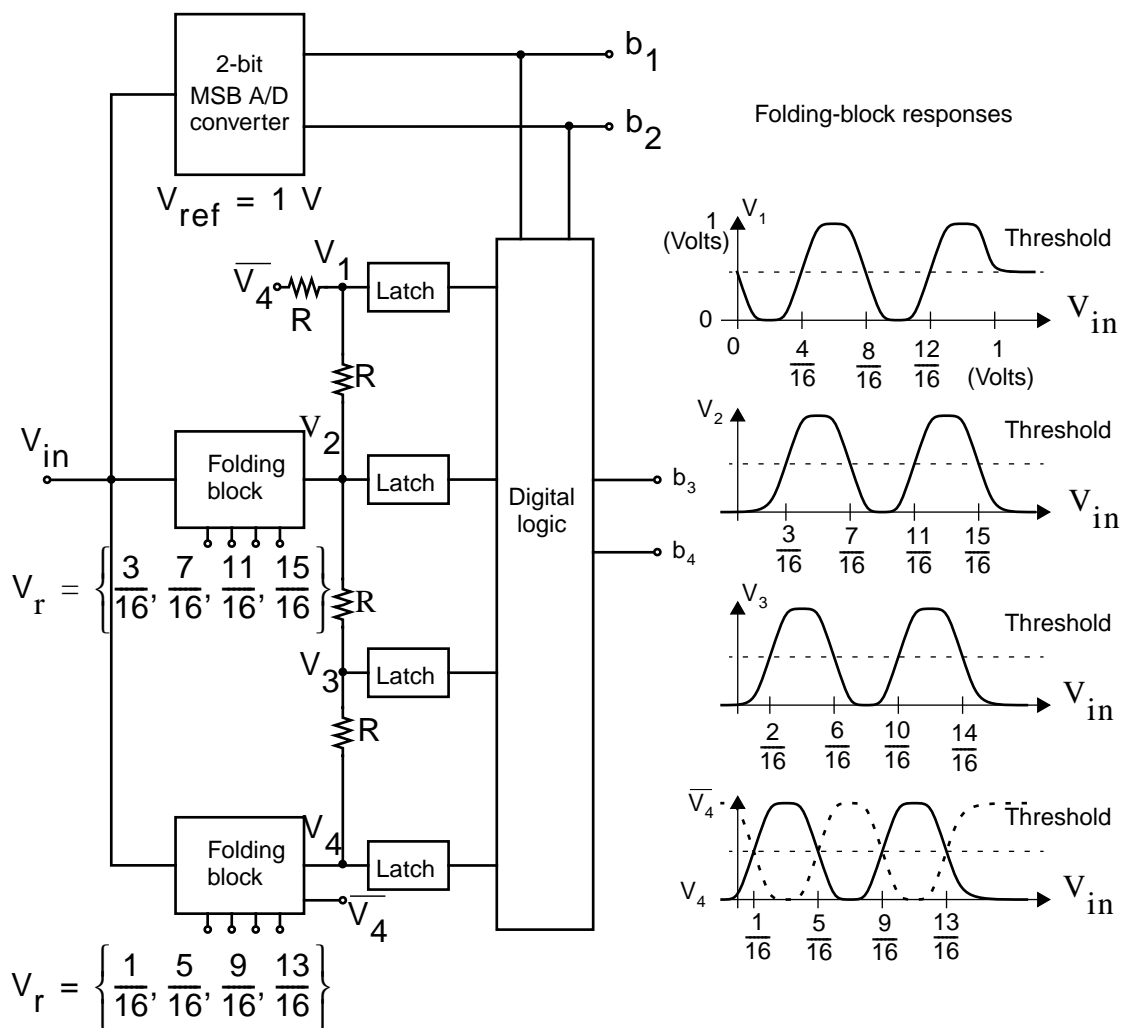 2-bit
MSB A/D
converter
b1
b2
Vref = 1 V
Folding-block responses
V̅4
R
V1
Latch
R
Vin
Folding
block
V2
Latch
Vr = { 3/16, 7/16, 11/16, 15/16 }
R
V3
Latch
R
Folding
block
V4
Latch
V̅4
Vr = { 1/16, 5/16, 9/16, 13/16 }
Digital
logic
b3
b4
1
(Volts)
V1
Threshold
0
Vin
0 4/16 8/16 12/16 1
(Volts)
V2
Threshold
Vin
3/16 7/16 11/16 15/16
V3
Threshold
Vin
2/16 6/16 10/16 14/16
V̅4
Threshold
V4
Vin
1/16 5/16 9/16 13/16